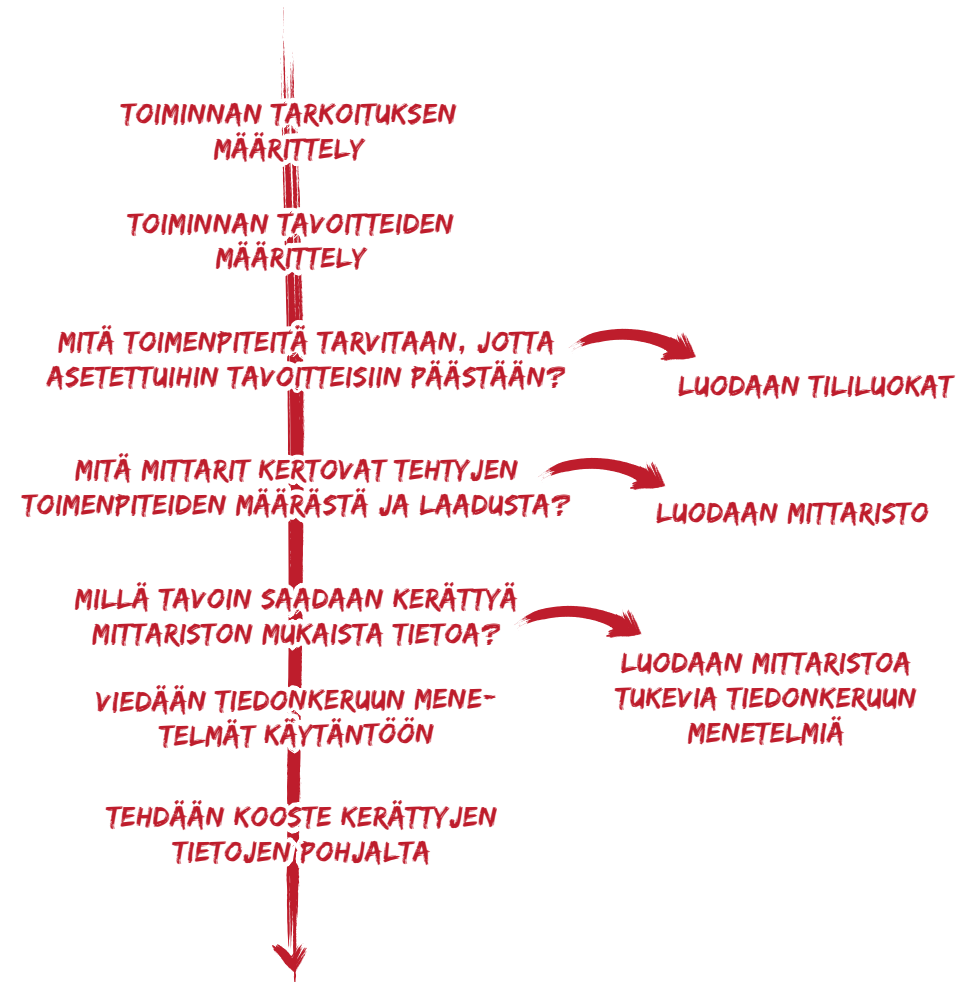 TOIMINNAN TARKOITUKSEN
MÄÄRITTELY
TOIMINNAN TAVOITTEIDEN
MÄÄRITTELY
MITÄ TOIMENPITEITÄ TARVITAAN, JOTTA
ASETETTUIHIN TAVOITTEISIIN PÄÄSTÄÄN?
LUODAAN TILILUOKAT
MITÄ MITTARIT KERTOVAT TEHTYJEN
TOIMENPITEIDEN MÄÄRÄSTÄ JA LAADUSTA?
LUODAAN MITTARISTO
MILLÄ TAVOIN SAADAAN KERÄTTYÄ
MITTARISTON MUKAISTA TIETOA?
LUODAAN MITTARISTOA
TUKEVIA TIEDONKERUUN
MENETELMIÄ
VIEDÄÄN TIEDONKERUUN MENE-
TELMÄT KÄYTÄNTÖÖN
TEHDÄÄN KOOSTE KERÄTTYJEN
TIETOJEN POHJALTA